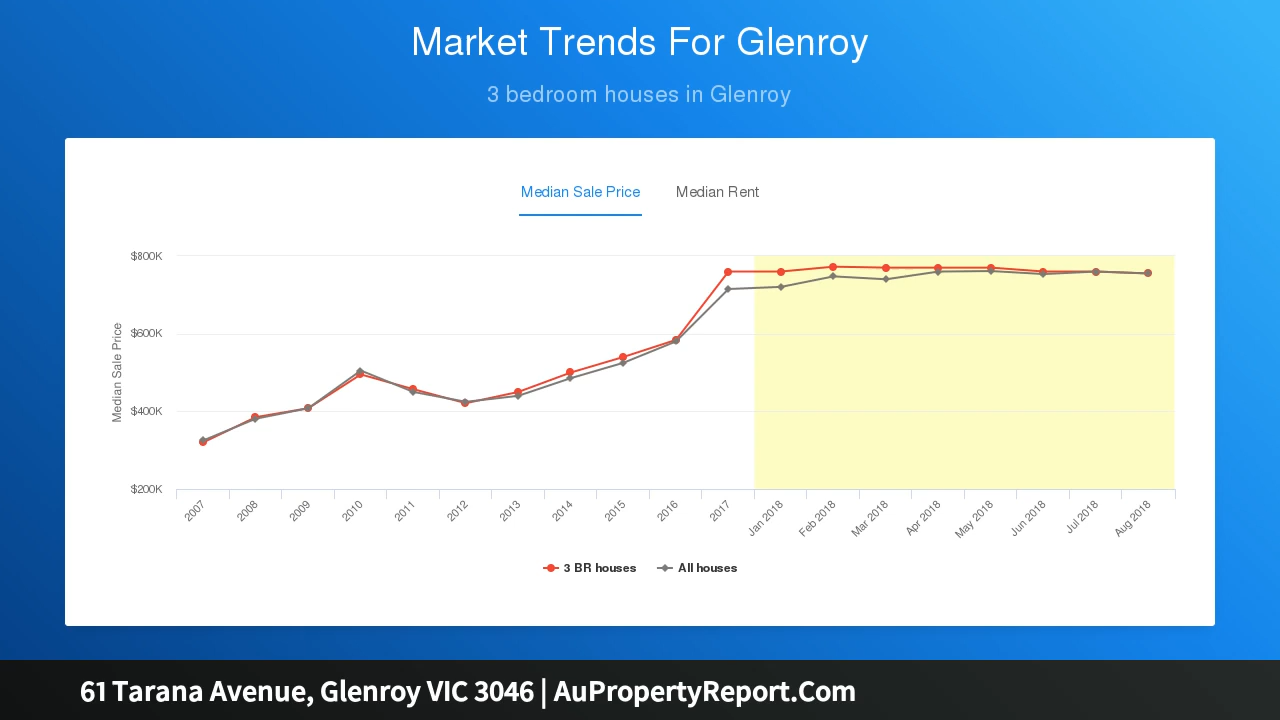 Market Trends For Glenroy
3 bedroom houses in Glenroy
Median Sale Price Median Rent
Median Sale Price
$800K
$600K
$400K
$200K
2007 2008 2009 2010 2011 2012 2013 2014 2015 2016 2017 Jan 2018 Feb 2018 Mar 2018 Apr 2018 May 2018 Jun 2018 Jul 2018 Aug 2018
3 BR houses All houses
61 Tarana Avenue, Glenroy VIC 3046 | AuPropertyReport.Com